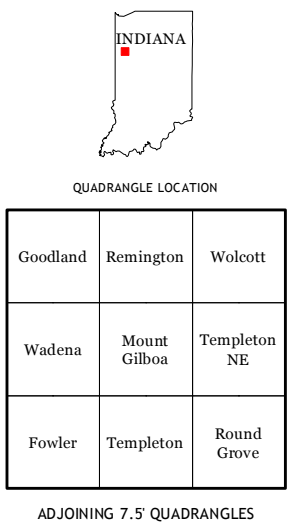 INDIANA
QUADRANGLE LOCATION
Goodland Remington Wolcott
Wadena Mount Gilboa Templeton NE
Fowler Templeton Round Grove
ADJOINING 7.5' QUADRANGLES